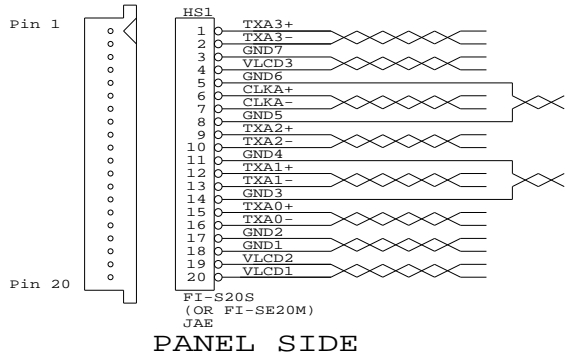 HS1
Pin 1
1 TXA3+
2 TXA3-
3 GND7
4 VLCD3
5 GND6
6 CLKA+
7 CLKA-
8 GND5
9 TXA2+
10 TXA2-
11 GND4
12 TXA1+
13 TXA1-
14 GND3
15 TXA0+
16 TXA0-
17 GND2
18 GND1
19 VLCD2
20 VLCD1
Pin 20
FI-S20S
(OR FI-SE20M)
JAE
PANEL SIDE